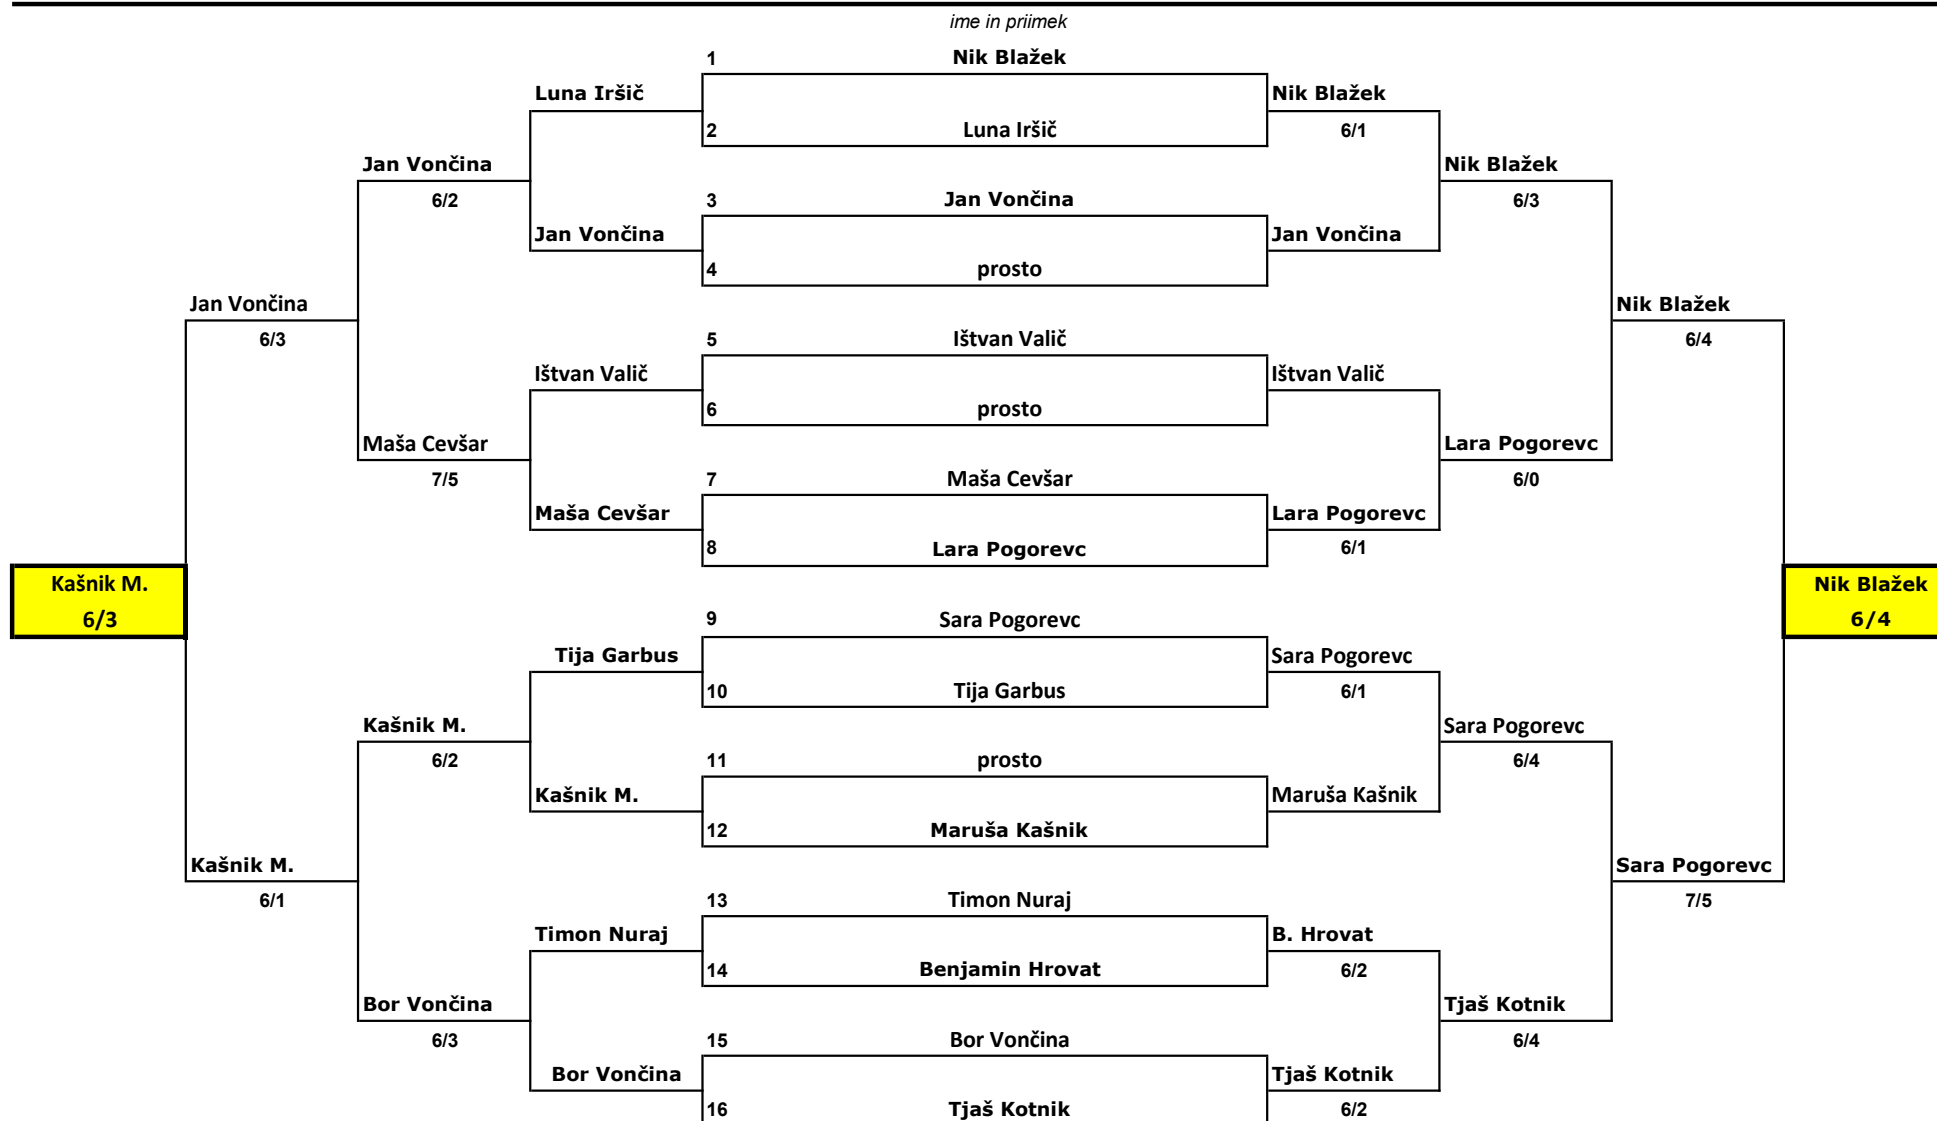 ime in priimek
1 Nik Blažek
Luna Iršič Nik Blažek
2 Luna Iršič 6/1
Jan Vončina Nik Blažek
6/2 3 Jan Vončina 6/3
Jan Vončina Jan Vončina
4 prosto
Jan Vončina Nik Blažek
6/3 5 Ištvan Valič 6/4
Ištvan Valič Ištvan Valič
6 prosto
Maša Cevšar Lara Pogorevc
7/5 7 Maša Cevšar 6/0
Maša Cevšar Lara Pogorevc
8 Lara Pogorevc 6/1
Kašnik M. Nik Blažek
6/3 9 Sara Pogorevc 6/4
Tija Garbus Sara Pogorevc
10 Tija Garbus 6/1
Kašnik M. Sara Pogorevc
6/2 11 prosto 6/4
Kašnik M. Maruša Kašnik
12 Maruša Kašnik
Kašnik M. Sara Pogorevc
6/1 13 Timon Nuraj 7/5
Timon Nuraj B. Hrovat
14 Benjamin Hrovat 6/2
Bor Vončina Tjaš Kotnik
6/3 15 Bor Vončina 6/4
Bor Vončina Tjaš Kotnik
16 Tjaš Kotnik 6/2